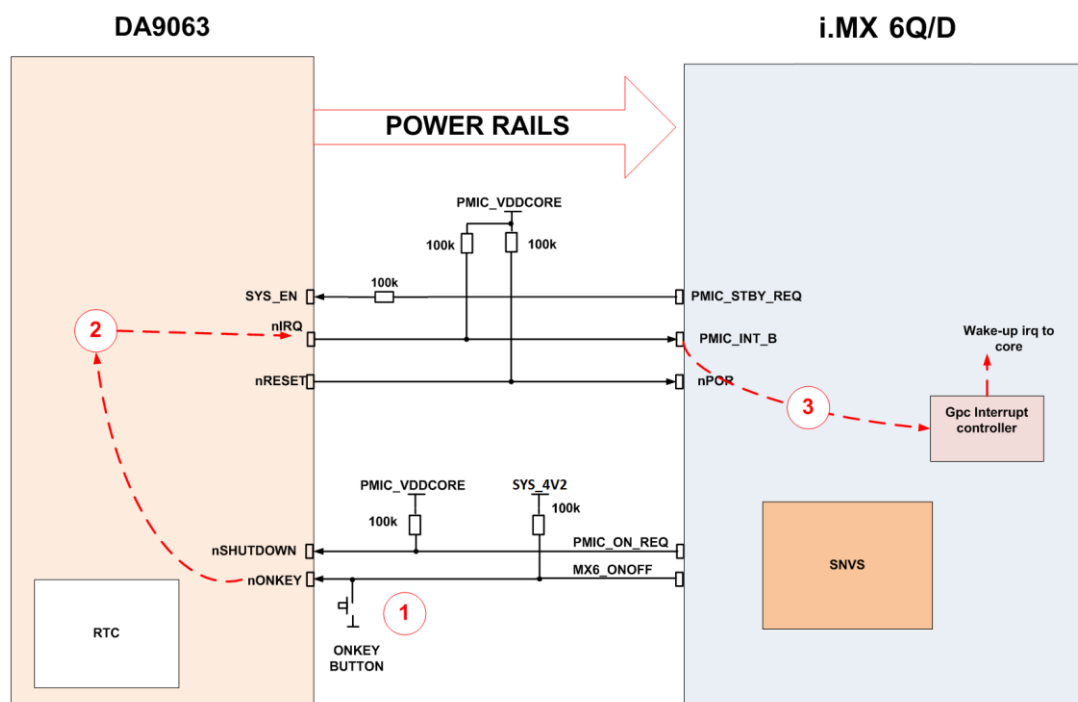 DA9063
i.MX 6Q/D
POWER RAILS
PMIC_VDDCORE
100k
100k
100k
SYS_EN
PMIC_STBY_REQ
nIRQ
PMIC_INT_B
2
Wake-up irq to
core
nRESET
nPOR
3
Gpc Interrupt
controller
PMIC_VDDCORE
SYS_4V2
100k
100k
nSHUTDOWN
PMIC_ON_REQ
nONKEY
MX6_ONOFF
1
SNVS
RTC
ONKEY
BUTTON